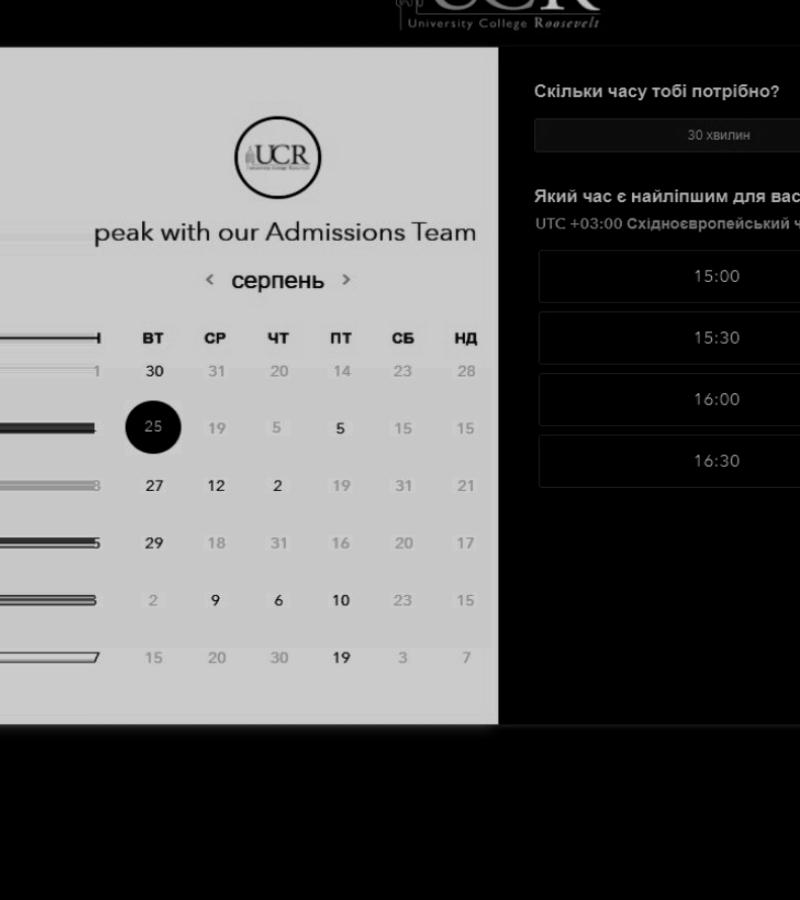 UCR
University College Roosevelt
UCR
peak with our Admissions Team
серпень
ВТ СР ЧТ ПТ СБ НД
1 30 31 20 14 23 28
25 19 5 5 15 15
8 27 12 2 19 31 21
5 29 18 31 16 20 17
2 9 6 10 23 15
15 20 30 19 3 7
Скільки часу тобі потрібно?
30 хвилин
Який час є найліпшим для вас
UTC +03:00 Східноєвропейський ч
15:00
15:30
16:00
16:30